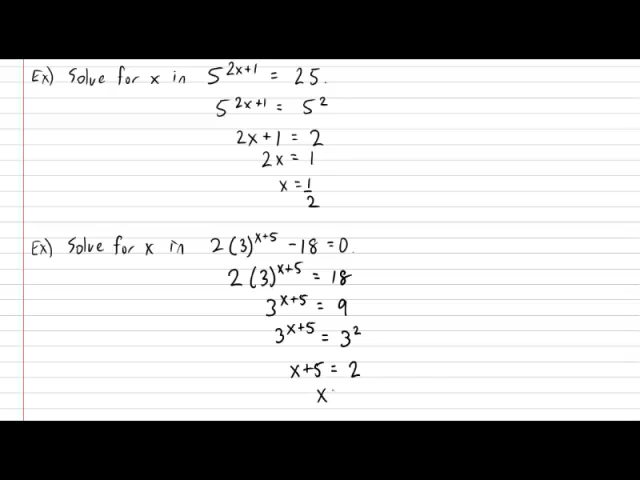 Ex) Solve for x in 5^(2x+1) = 25.
5^(2x+1) = 5^2
2x+1 = 2
2x = 1
x = 1/2
Ex) Solve for x in 2(3)^(x+5) -18=0.
2(3)^(x+5) = 18
3^(x+5) = 9
3^(x+5) = 3^2
x+5 = 2
x